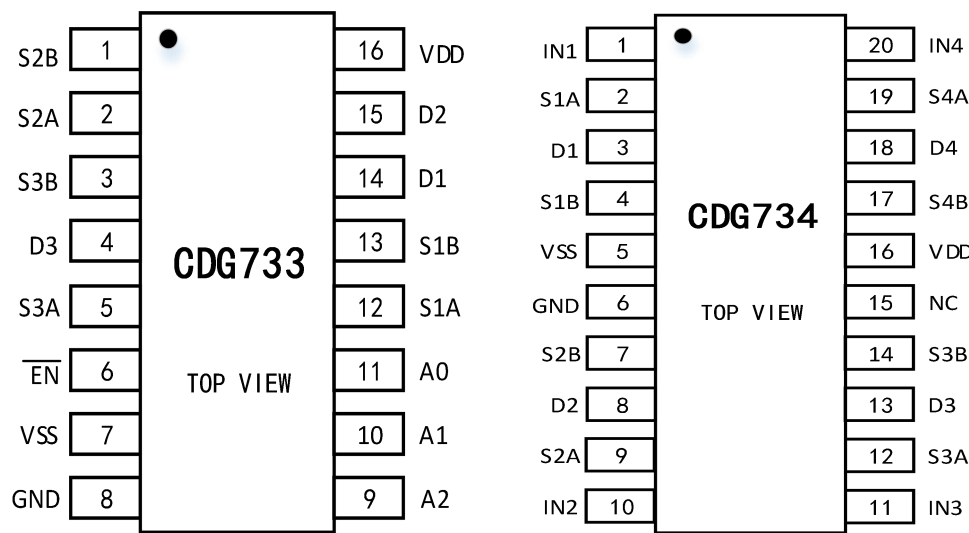 S2B 1 16 VDD
S2A 2 15 D2
S3B 3 14 D1
D3 4 13 S1B
CDG733
S3A 5 12 S1A
EN 6 11 A0
TOP VIEW
VSS 7 10 A1
GND 8 9 A2
IN1 1 20 IN4
S1A 2 19 S4A
D1 3 18 D4
S1B 4 17 S4B
CDG734
VSS 5 16 VDD
GND 6 15 NC
TOP VIEW
S2B 7 14 S3B
D2 8 13 D3
S2A 9 12 S3A
IN2 10 11 IN3